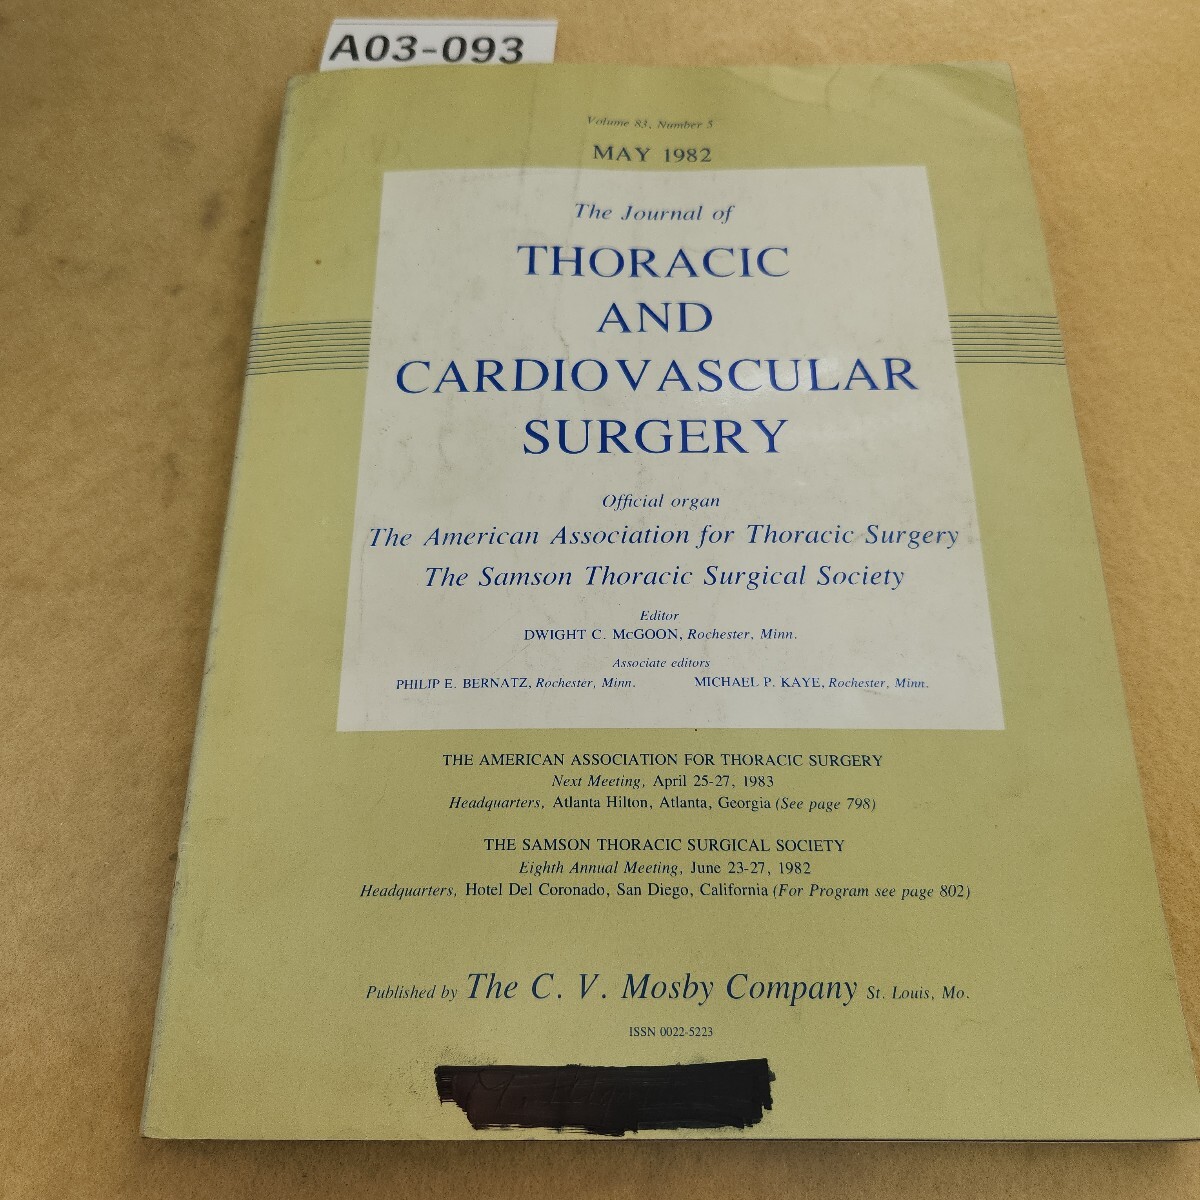 A03-093
Volume 83, Number 5
MAY 1982
The Journal of
THORACIC
AND
CARDIOVASCULAR
SURGERY
Official organ
The American Association for Thoracic Surgery
The Samson Thoracic Surgical Society
Editor
DWIGHT C. McGOON, Rochester, Minn.
Associate editors
PHILIP E. BERNATZ, Rochester, Minn. MICHAEL P. KAYE, Rochester, Minn.
THE AMERICAN ASSOCIATION FOR THORACIC SURGERY
Next Meeting, April 25-27, 1983
Headquarters, Atlanta Hilton, Atlanta, Georgia (See page 798)
THE SAMSON THORACIC SURGICAL SOCIETY
Eighth Annual Meeting, June 23-27, 1982
Headquarters, Hotel Del Coronado, San Diego, California (For Program see page 802)
Published by The C. V. Mosby Company St. Louis, Mo.
ISSN 0022-5223